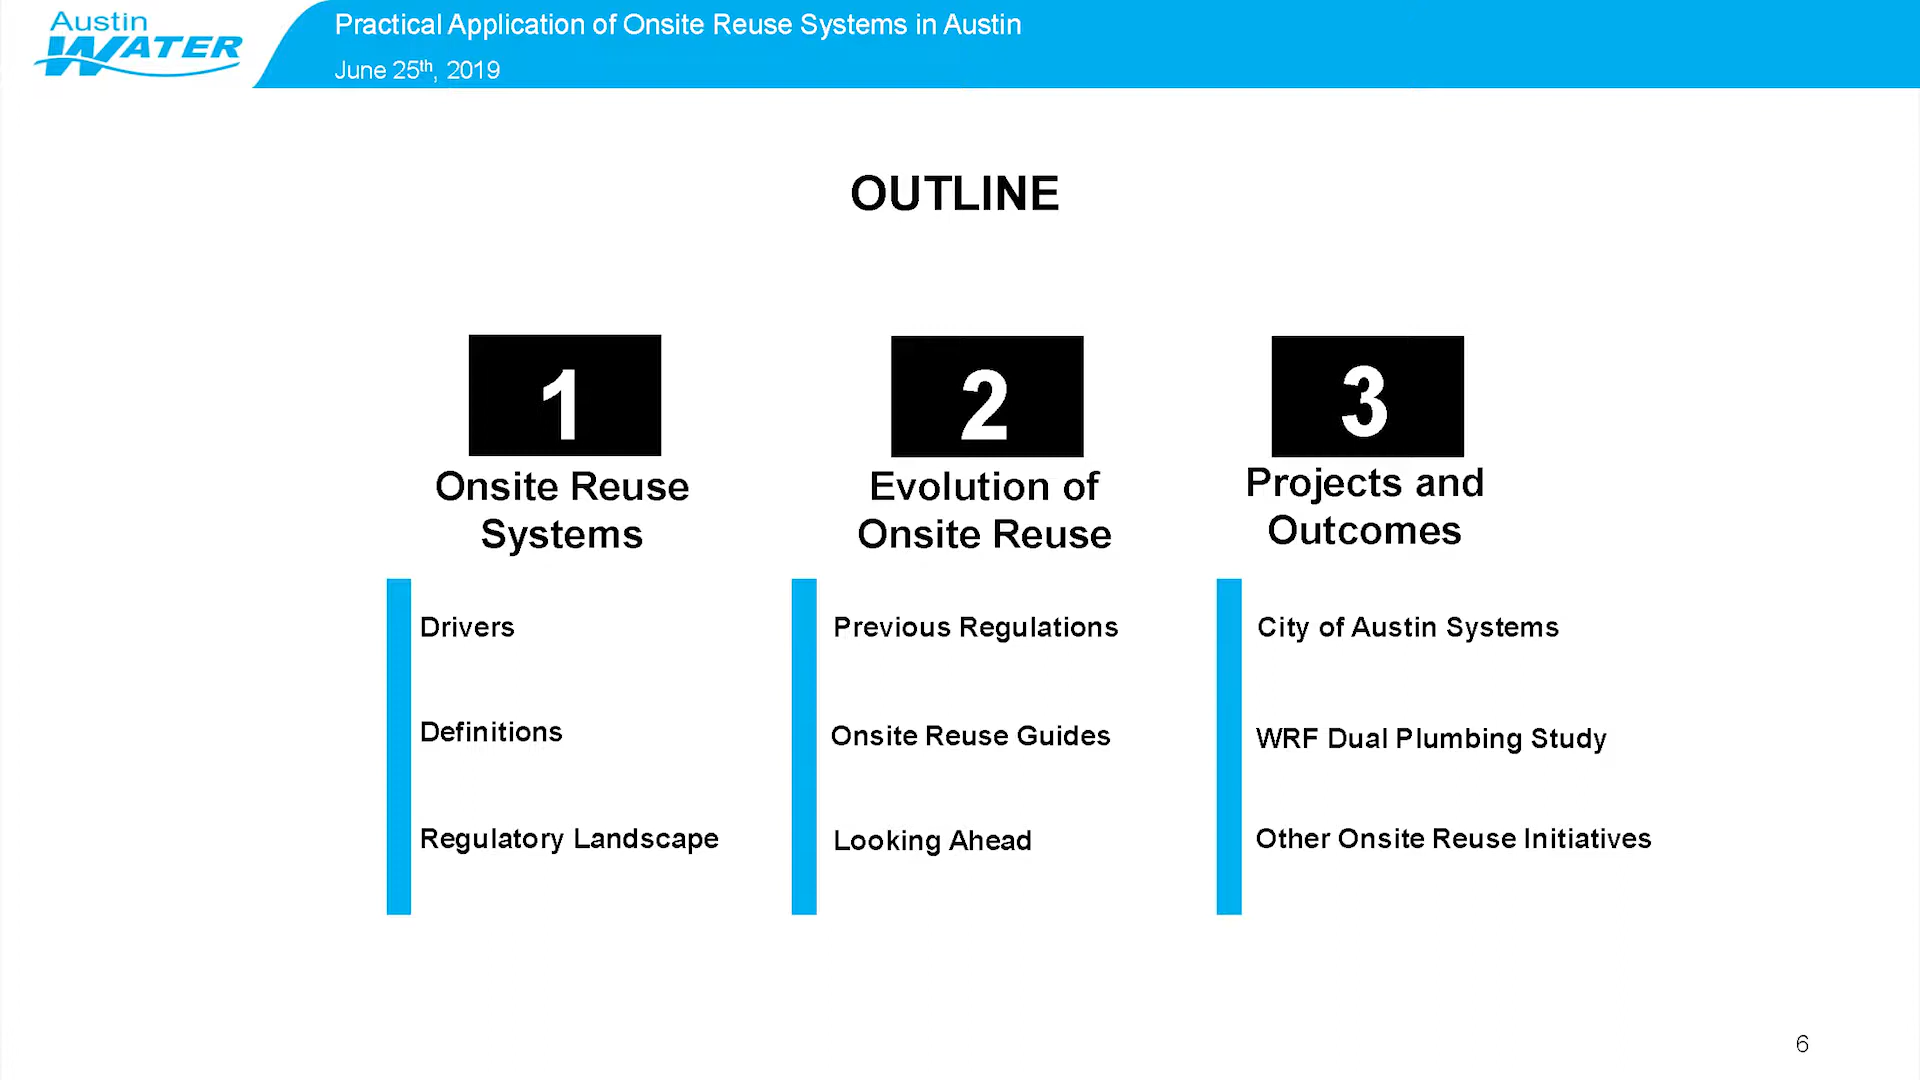 Austin
WATER
Practical Application of Onsite Reuse Systems in Austin
June 25th, 2019
OUTLINE
1
Onsite Reuse
Systems
Drivers
Definitions
Regulatory Landscape
2
Evolution of
Onsite Reuse
Previous Regulations
Onsite Reuse Guides
Looking Ahead
3
Projects and
Outcomes
City of Austin Systems
WRF Dual Plumbing Study
Other Onsite Reuse Initiatives
6